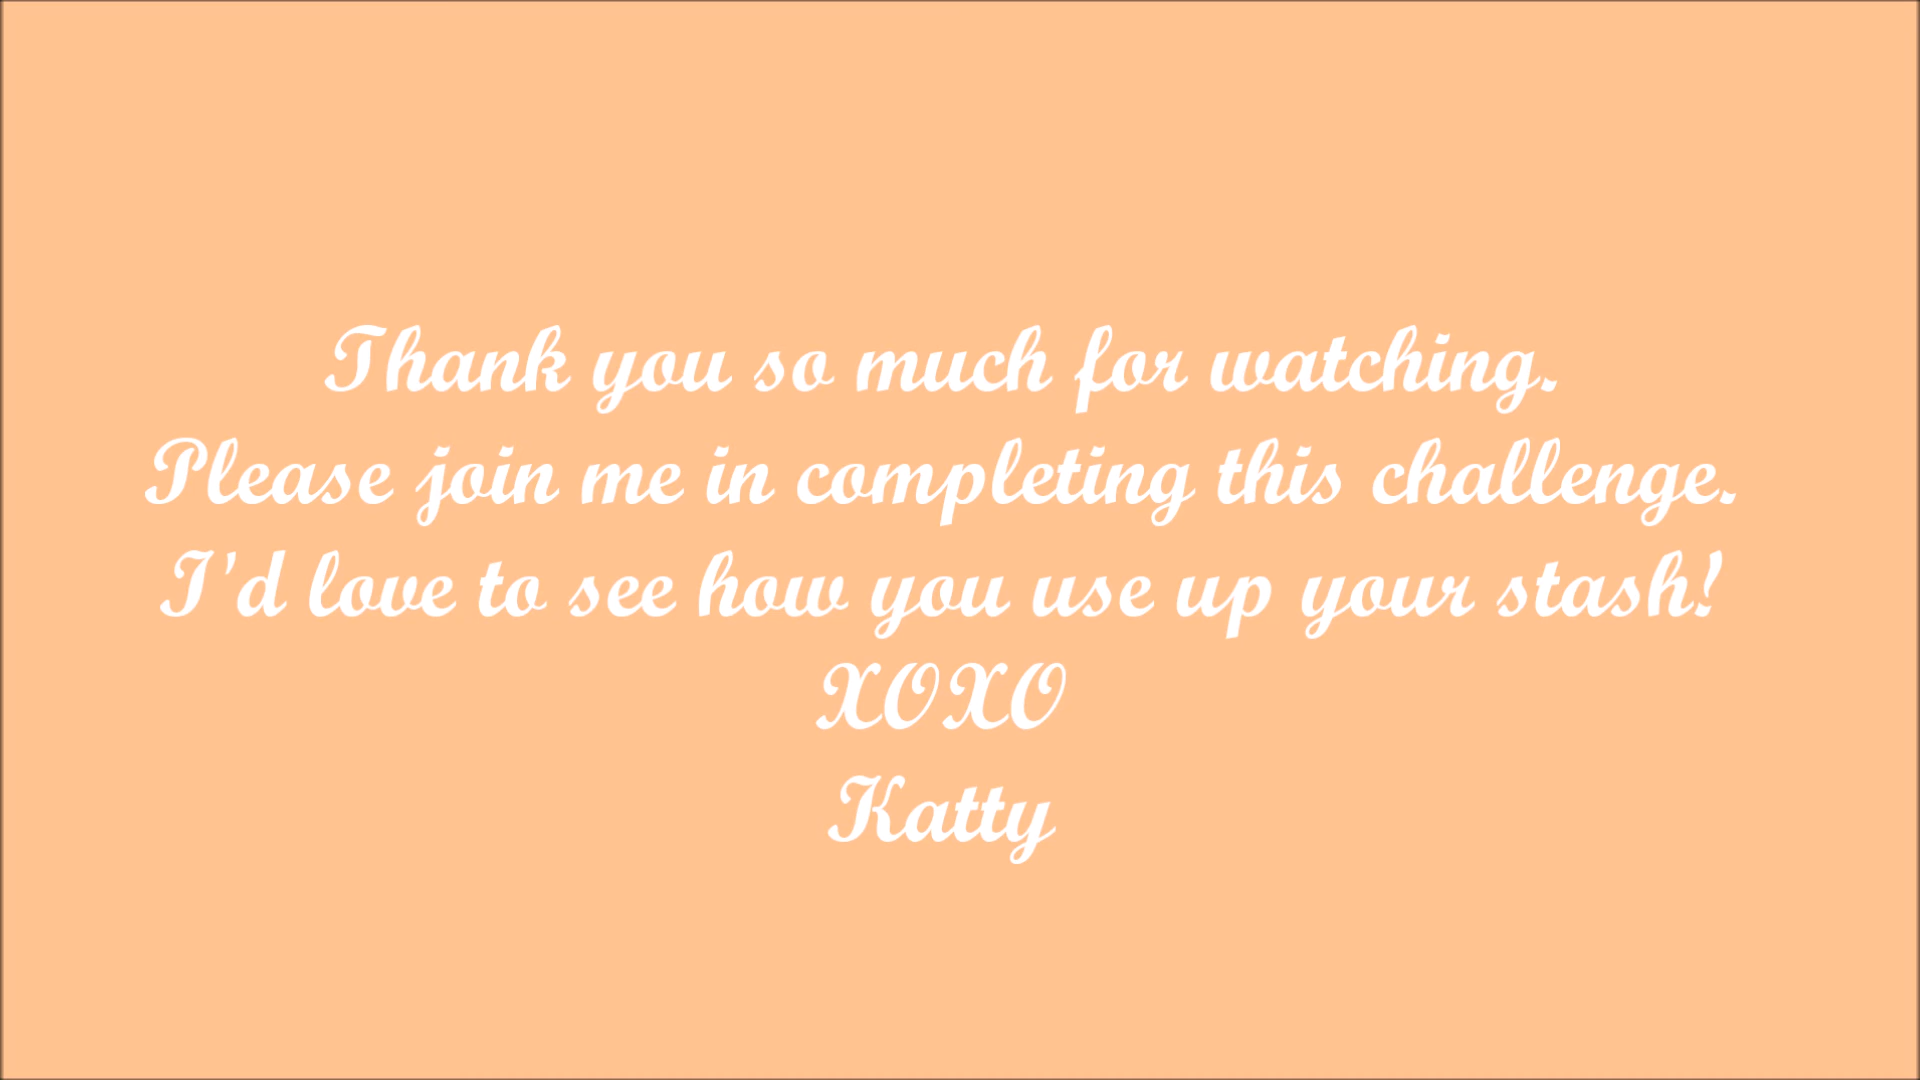 Thank you so much for watching.
Please join me in completing this challenge.
I'd love to see how you use up your stash!
XOXO
Katty